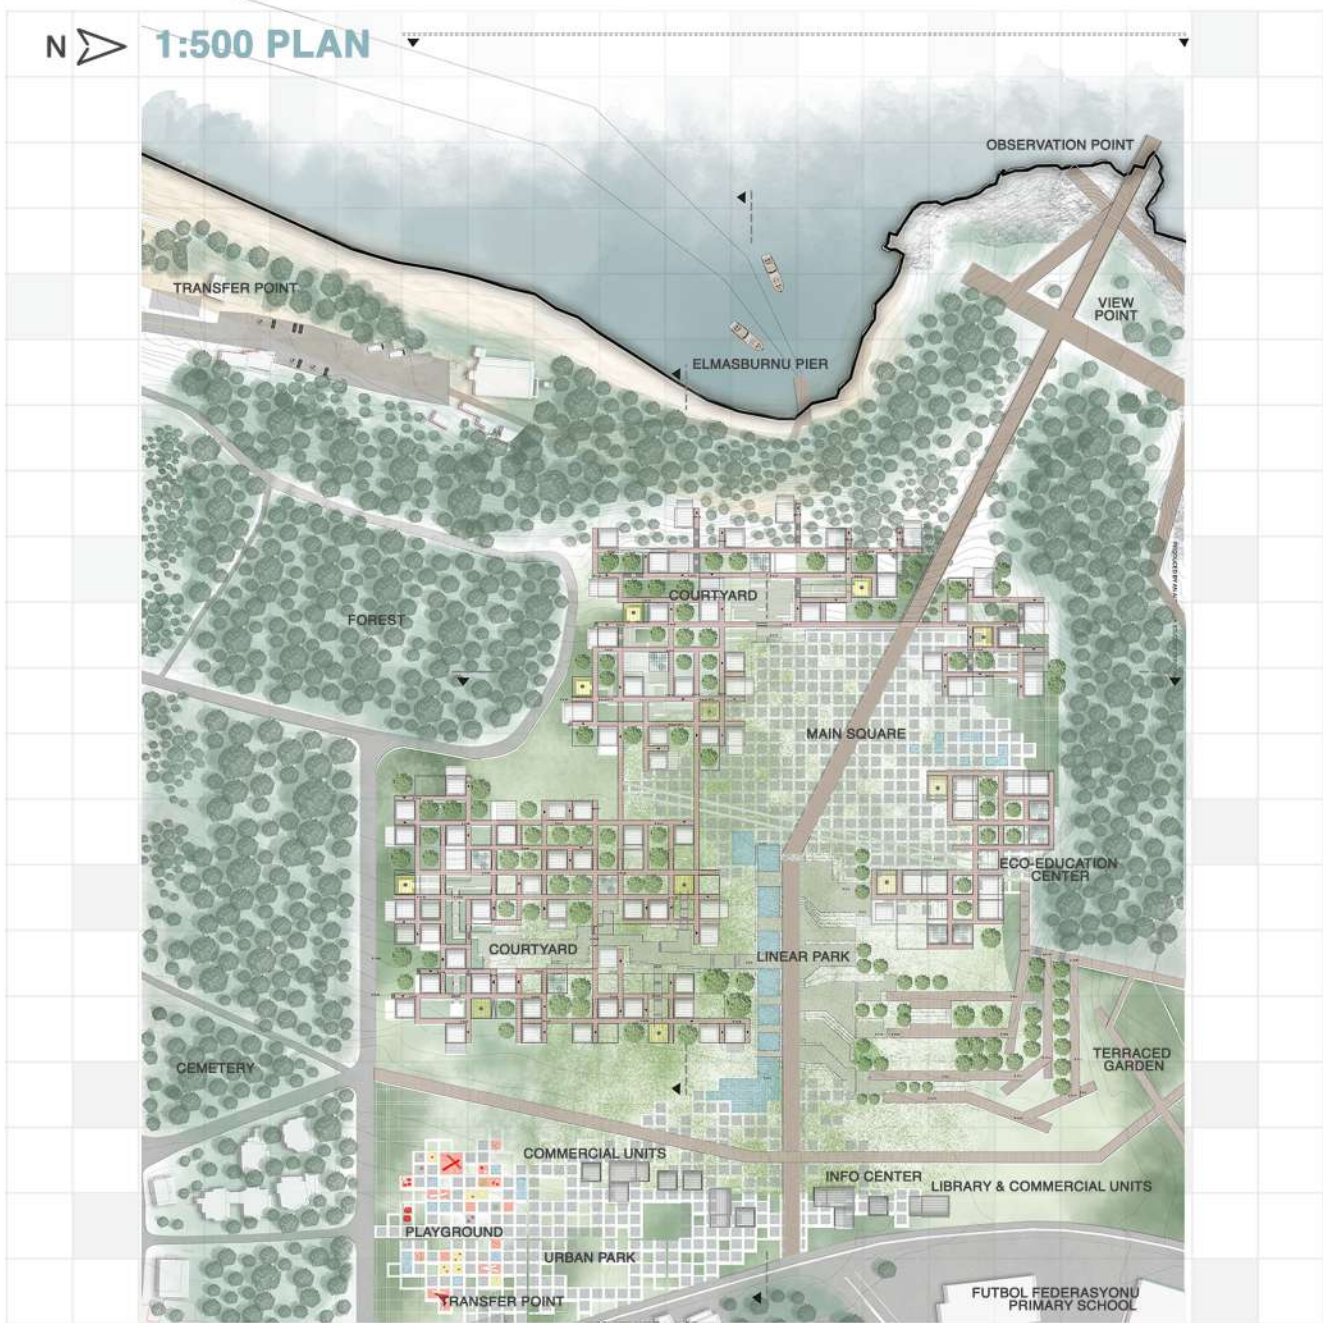 N 1:500 PLAN
OBSERVATION POINT
TRANSFER POINT
VIEW
POINT
ELMASBURNU PIER
COURTYARD
FOREST
MAIN SQUARE
ECO-EDUCATION
CENTER
COURTYARD
LINEAR PARK
CEMETERY
TERRACED
GARDEN
COMMERCIAL UNITS
INFO CENTER
LIBRARY & COMMERCIAL UNITS
PLAYGROUND
URBAN PARK
TRANSFER POINT
FUTBOL FEDERASYONU
PRIMARY SCHOOL